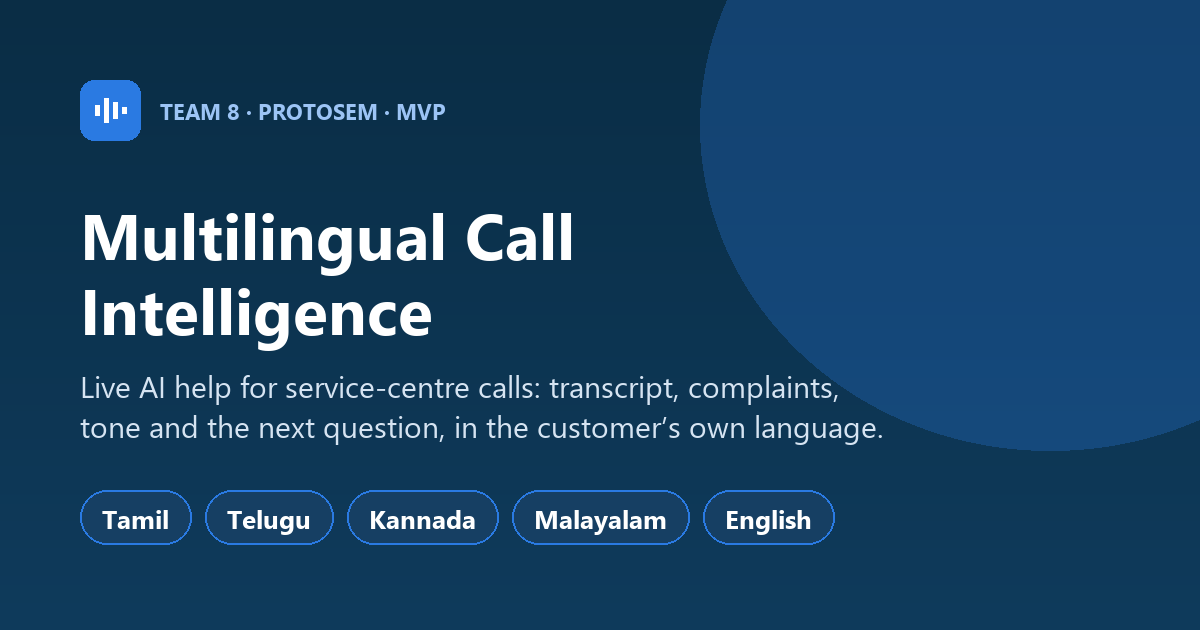 TEAM 8 · PROTOSEM · MVP
Multilingual Call
Intelligence
Live AI help for service-centre calls: transcript, complaints,
tone and the next question, in the customer’s own language.
Tamil Telugu Kannada Malayalam English